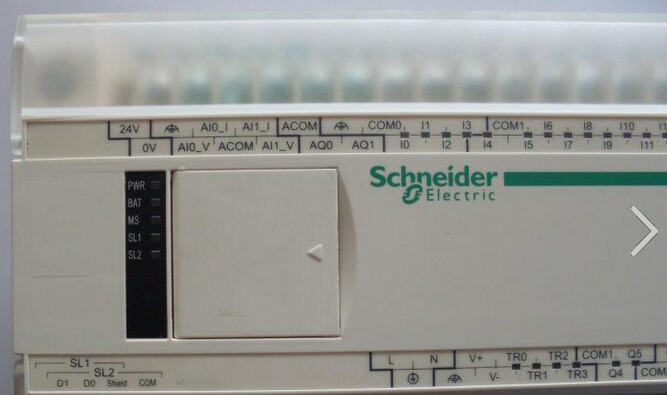 24V AI0_I AI1_I ACOM COM0 I1 I3 COM1 I6 I8 I10
0V AI0_V ACOM AI1_V AQ0 AQ1 I0 I2 I4 I5 I7 I9 I11
Schneider
Electric
PWR
BAT
MS
SL1
SL2
L N V+ TR0 TR2 COM1 Q5
V- TR1 TR3 Q4 COM
SL1
SL2
D1 D0 Shield COM